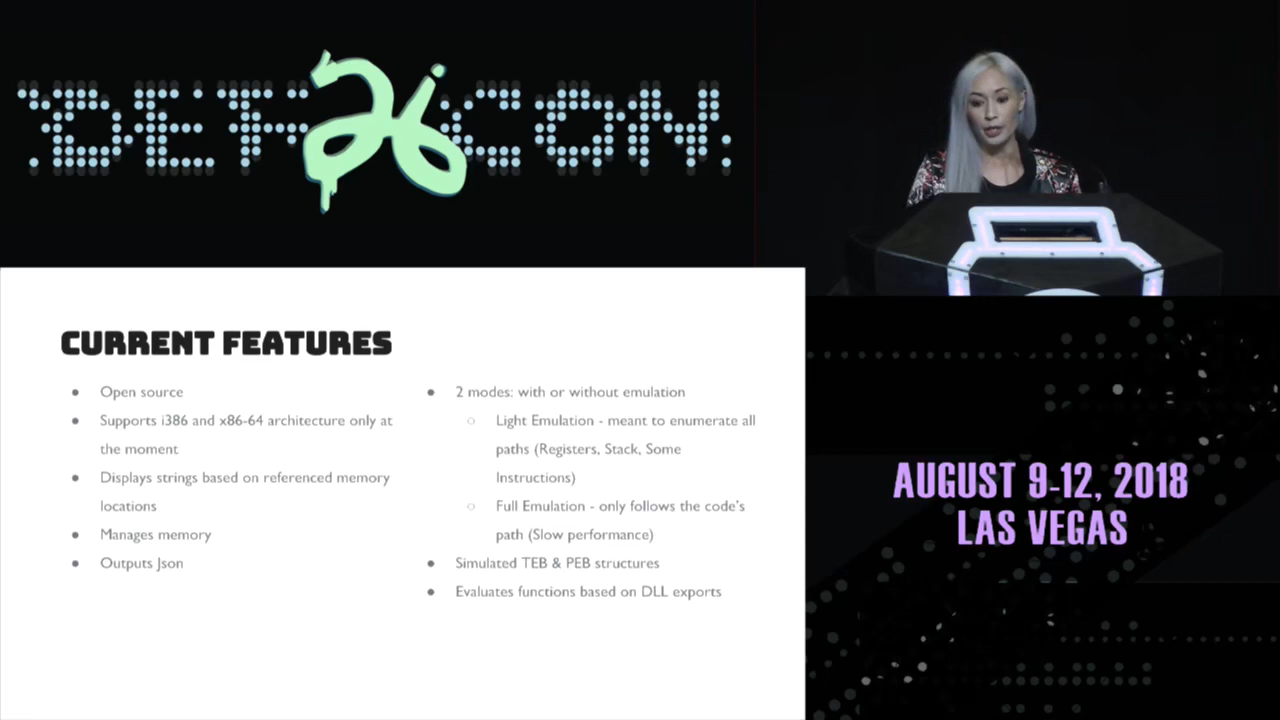 DEF 26 CON
CURRENT FEATURES
● Open source
● Supports i386 and x86-64 architecture only at
the moment
● Displays strings based on referenced memory
locations
● Manages memory
● Outputs Json
● 2 modes: with or without emulation
○ Light Emulation - meant to enumerate all
paths (Registers, Stack, Some
Instructions)
○ Full Emulation - only follows the code's
path (Slow performance)
● Simulated TEB & PEB structures
● Evaluates functions based on DLL exports
AUGUST 9-12, 2018
LAS VEGAS